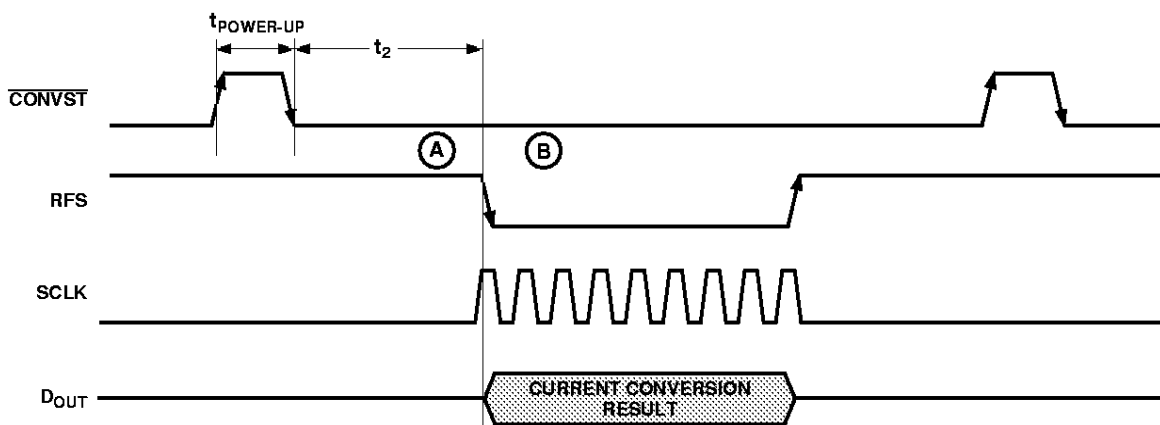 tPOWER-UP
t2
CONVST
A B
RFS
SCLK
CURRENT CONVERSION
RESULT
DOUT